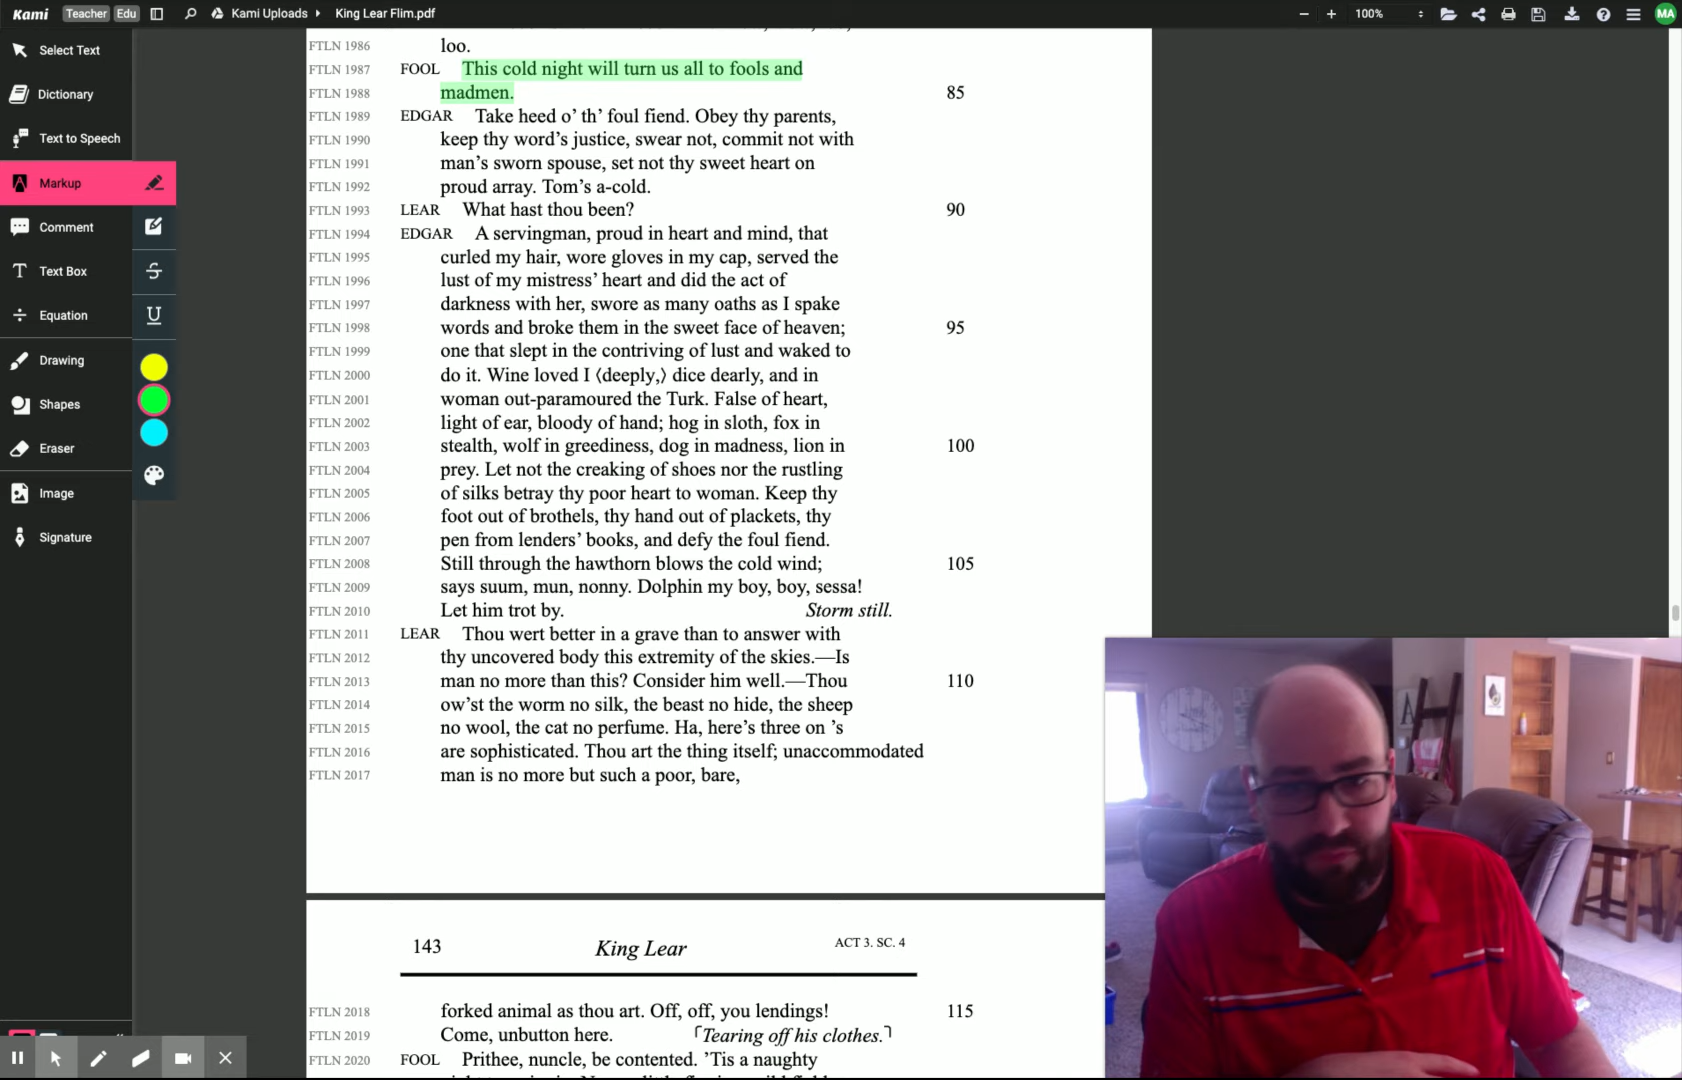 Kami Teacher Edu Kami Uploads King Lear Flim.pdf 100% MA
Select Text
Dictionary
Text to Speech
Markup
Comment
Text Box
Equation
Drawing
Shapes
Eraser
Image
Signature
FTLN 1986 loo.
FTLN 1987 FOOL This cold night will turn us all to fools and
FTLN 1988 madmen. 85
FTLN 1989 EDGAR Take heed o’ th’ foul fiend. Obey thy parents,
FTLN 1990 keep thy word’s justice, swear not, commit not with
FTLN 1991 man’s sworn spouse, set not thy sweet heart on
FTLN 1992 proud array. Tom’s a-cold.
FTLN 1993 LEAR What hast thou been? 90
FTLN 1994 EDGAR A servingman, proud in heart and mind, that
FTLN 1995 curled my hair, wore gloves in my cap, served the
FTLN 1996 lust of my mistress’ heart and did the act of
FTLN 1997 darkness with her, swore as many oaths as I spake
FTLN 1998 words and broke them in the sweet face of heaven; 95
FTLN 1999 one that slept in the contriving of lust and waked to
FTLN 2000 do it. Wine loved I ⟨deeply,⟩ dice dearly, and in
FTLN 2001 woman out-paramoured the Turk. False of heart,
FTLN 2002 light of ear, bloody of hand; hog in sloth, fox in
FTLN 2003 stealth, wolf in greediness, dog in madness, lion in 100
FTLN 2004 prey. Let not the creaking of shoes nor the rustling
FTLN 2005 of silks betray thy poor heart to woman. Keep thy
FTLN 2006 foot out of brothels, thy hand out of plackets, thy
FTLN 2007 pen from lenders’ books, and defy the foul fiend.
FTLN 2008 Still through the hawthorn blows the cold wind; 105
FTLN 2009 says suum, mun, nonny. Dolphin my boy, boy, sessa!
FTLN 2010 Let him trot by. Storm still.
FTLN 2011 LEAR Thou wert better in a grave than to answer with
FTLN 2012 thy uncovered body this extremity of the skies.—Is
FTLN 2013 man no more than this? Consider him well.—Thou 110
FTLN 2014 ow’st the worm no silk, the beast no hide, the sheep
FTLN 2015 no wool, the cat no perfume. Ha, here’s three on ’s
FTLN 2016 are sophisticated. Thou art the thing itself; unaccommodated
FTLN 2017 man is no more but such a poor, bare,
143 King Lear ACT 3. SC. 4
FTLN 2018 forked animal as thou art. Off, off, you lendings! 115
FTLN 2019 Come, unbutton here. ⌜Tearing off his clothes.⌝
FTLN 2020 FOOL Prithee, nuncle, be contented. ’Tis a naughty